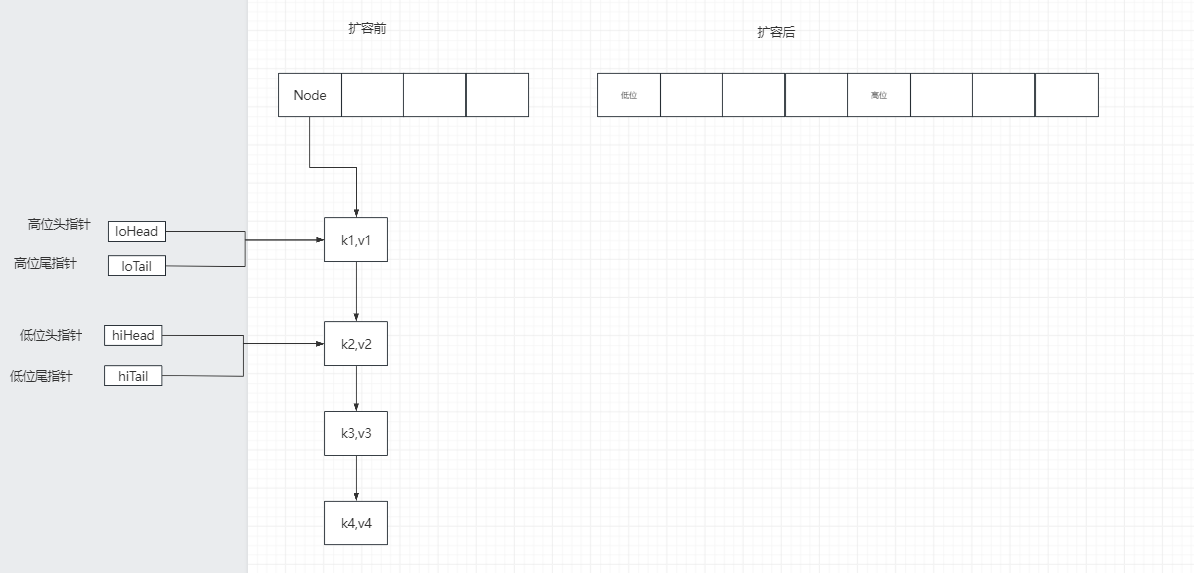 扩容前
扩容后
Node
低位
高位
高位头指针
loHead
k1,v1
高位尾指针
loTail
低位头指针
hiHead
k2,v2
低位尾指针
hiTail
k3,v3
k4,v4